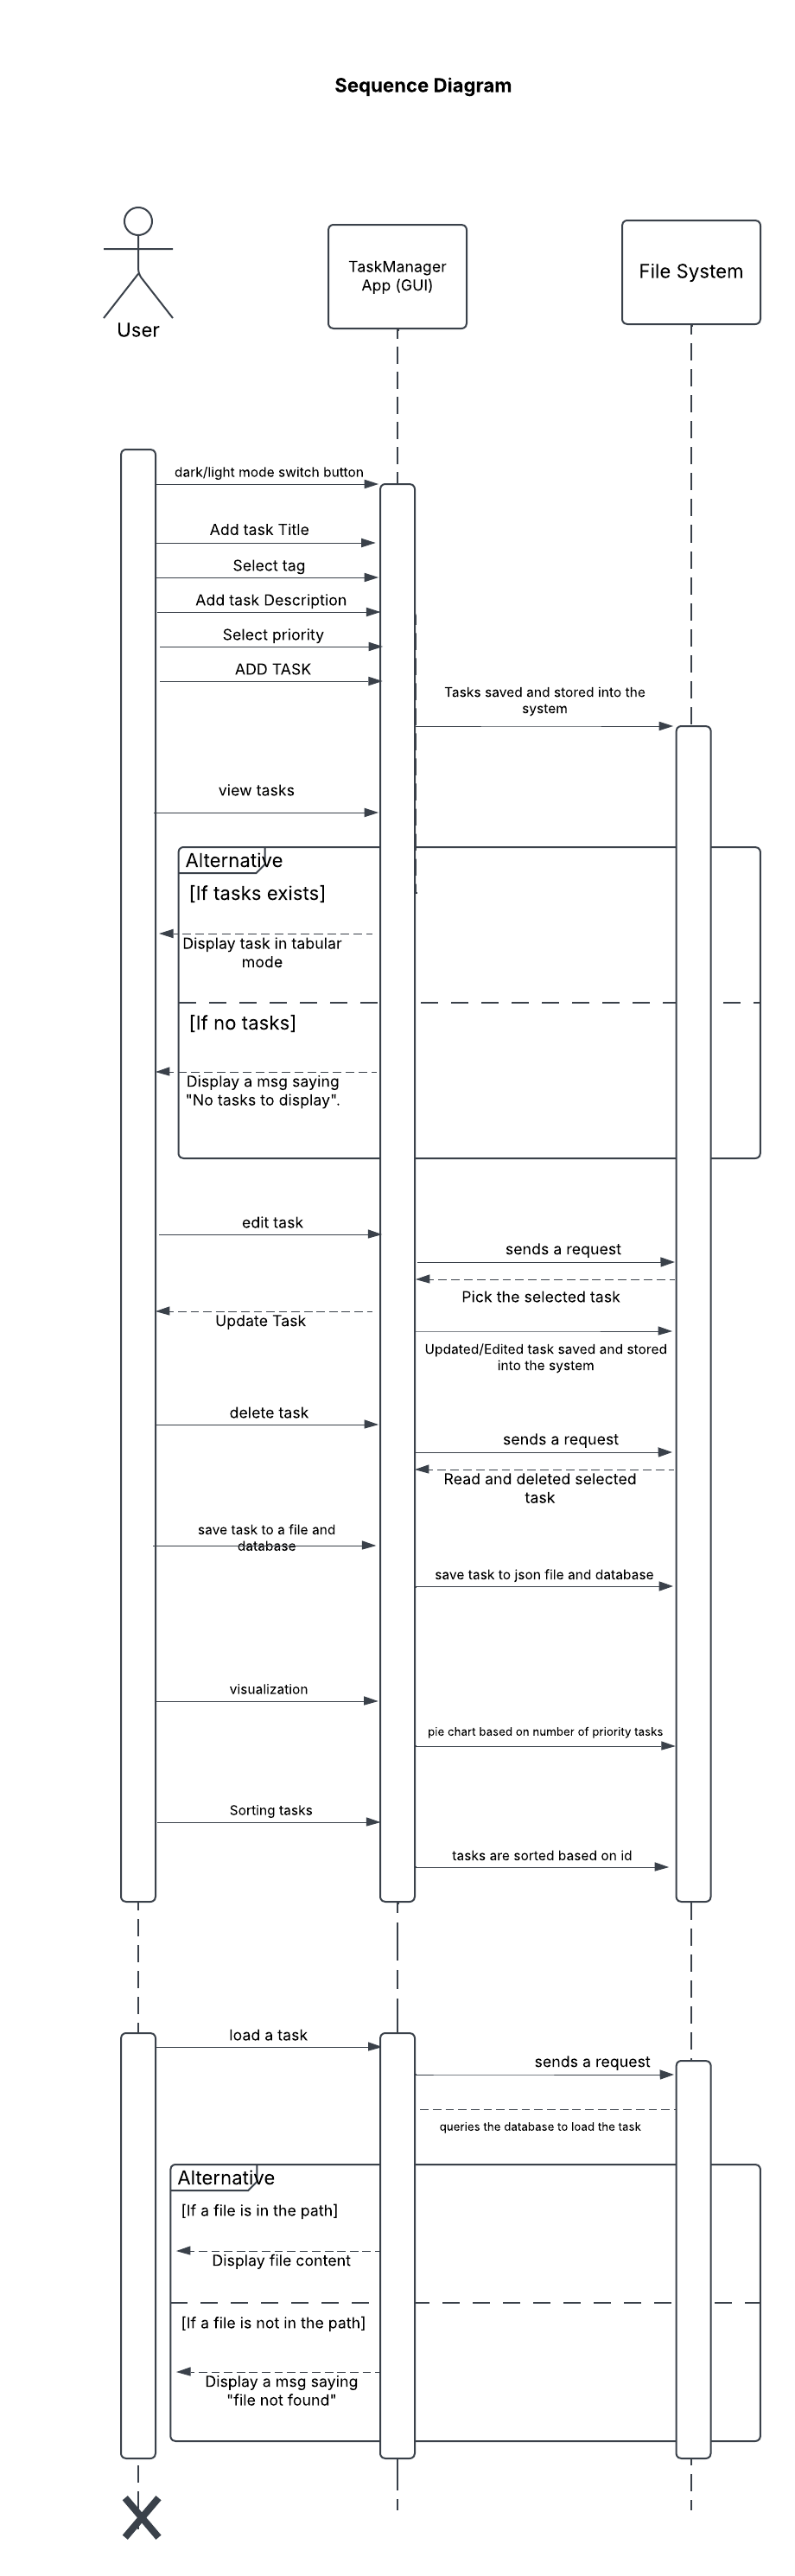 Sequence Diagram
User
TaskManager
App (GUI)
File System
dark/light mode switch button
Add task Title
Select tag
Add task Description
Select priority
ADD TASK
Tasks saved and stored into the
system
view tasks
Alternative
[If tasks exists]
Display task in tabular
mode
[If no tasks]
Display a msg saying
"No tasks to display".
edit task
sends a request
Pick the selected task
Update Task
Updated/Edited task saved and stored
into the system
delete task
sends a request
Read and deleted selected
task
save task to a file and
database
save task to json file and database
visualization
pie chart based on number of priority tasks
Sorting tasks
tasks are sorted based on id
load a task
sends a request
queries the database to load the task
Alternative
[If a file is in the path]
Display file content
[If a file is not in the path]
Display a msg saying
"file not found"